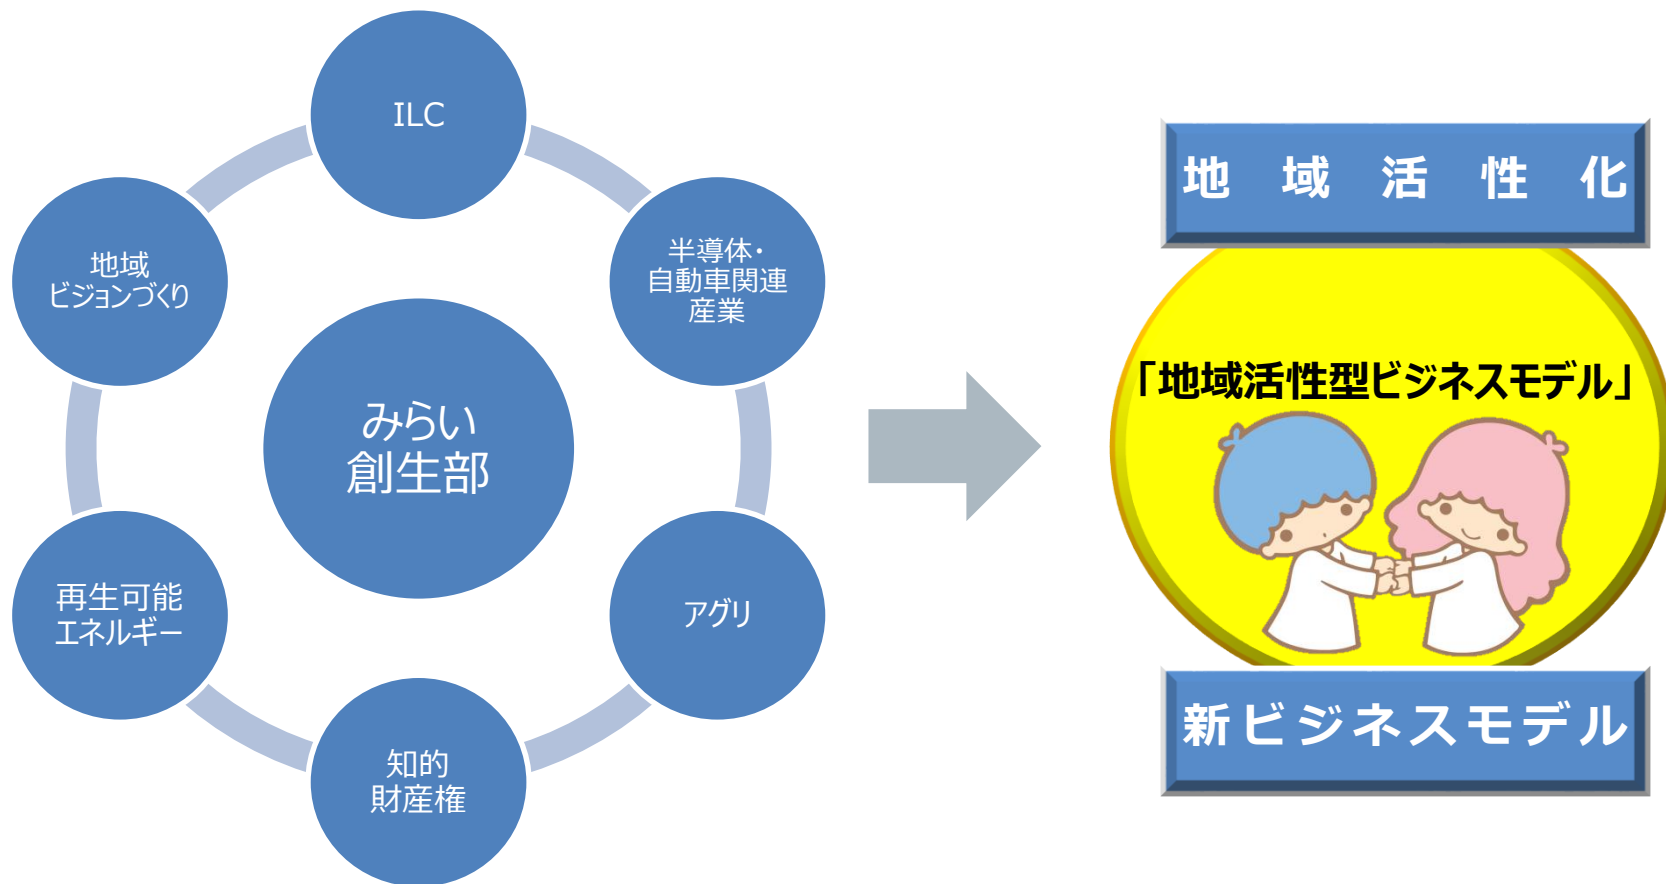 ILC
半導体・
自動車関連
産業
アグリ
知的
財産権
再生可能
エネルギー
地域
ビジョンづくり
みらい
創生部
地域活性化
「地域活性型ビジネスモデル」
新ビジネスモデル